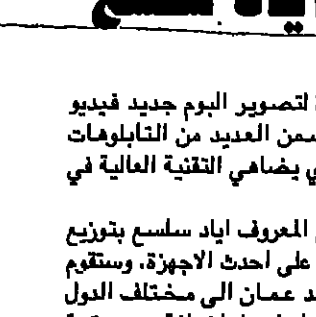 لتصوير البوم جديد فيديو
ضمن العديد من التابلوهات
يضاهي التقنية العالية في
المعروف اياد سلسع بتوزيع
على احدث الاجهزة، وستقوم
عمان الى مختلف الدول